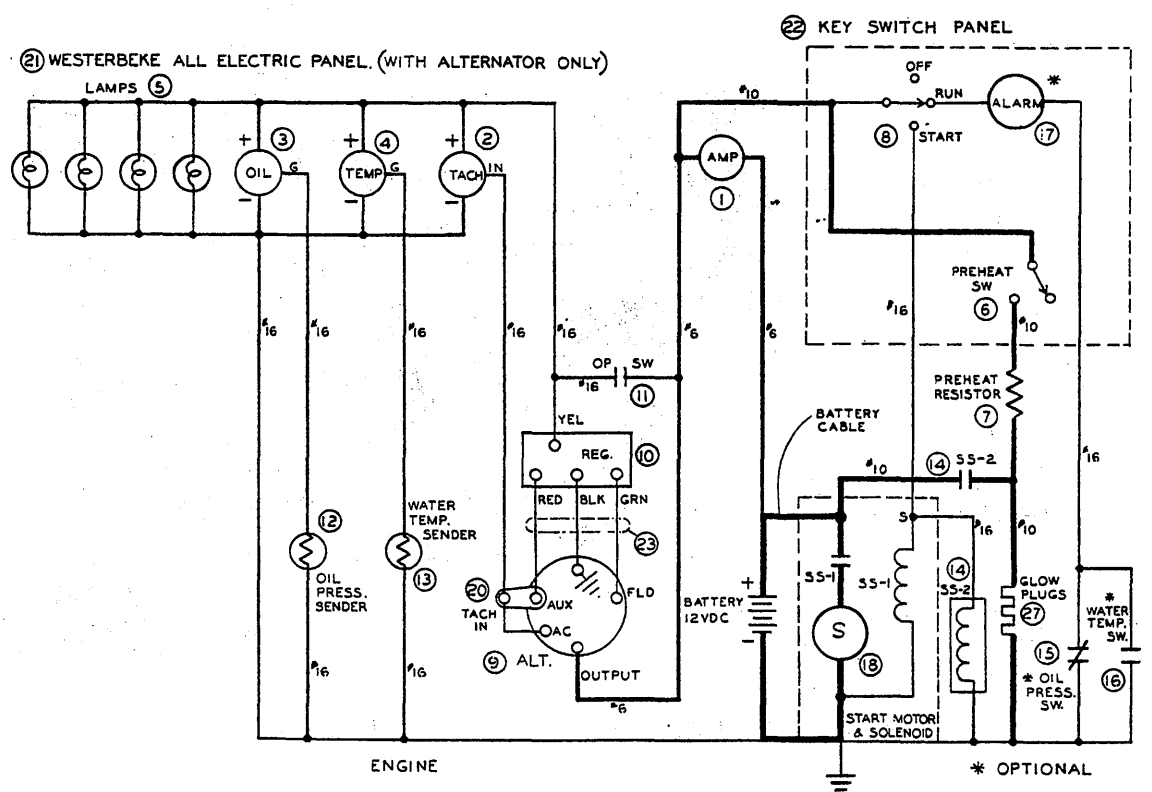 22 KEY SWITCH PANEL
21 WESTERBEKE ALL ELECTRIC PANEL. (WITH ALTERNATOR ONLY)
LAMPS 5
OFF
#10
RUN
ALARM
*
17
8
START
+
3
+
4
+
2
OIL
G
TEMP
G
TACH
IN
-
-
-
AMP
1
PREHEAT
SW
6
#10
#16
#16
#16
#16
#16
#6
#6
#16
OP SW
#16
11
PREHEAT
RESISTOR
7
BATTERY
CABLE
YEL
REG.
10
RED
BLK
GRN
#10
14
SS-2
#16
23
12
OIL
PRESS.
SENDER
WATER
TEMP.
SENDER
13
S
#16
#10
SS-1
SS-1
14
SS-2
20
TACH
IN
AUX
FLD
AC
9 ALT.
OUTPUT
#6
BATTERY
12VDC
+
-
S
18
GLOW
PLUGS
27
* WATER
TEMP.
SW.
15
* OIL
PRESS.
SW.
16
#16
#16
START MOTOR
& SOLENOID
ENGINE
* OPTIONAL